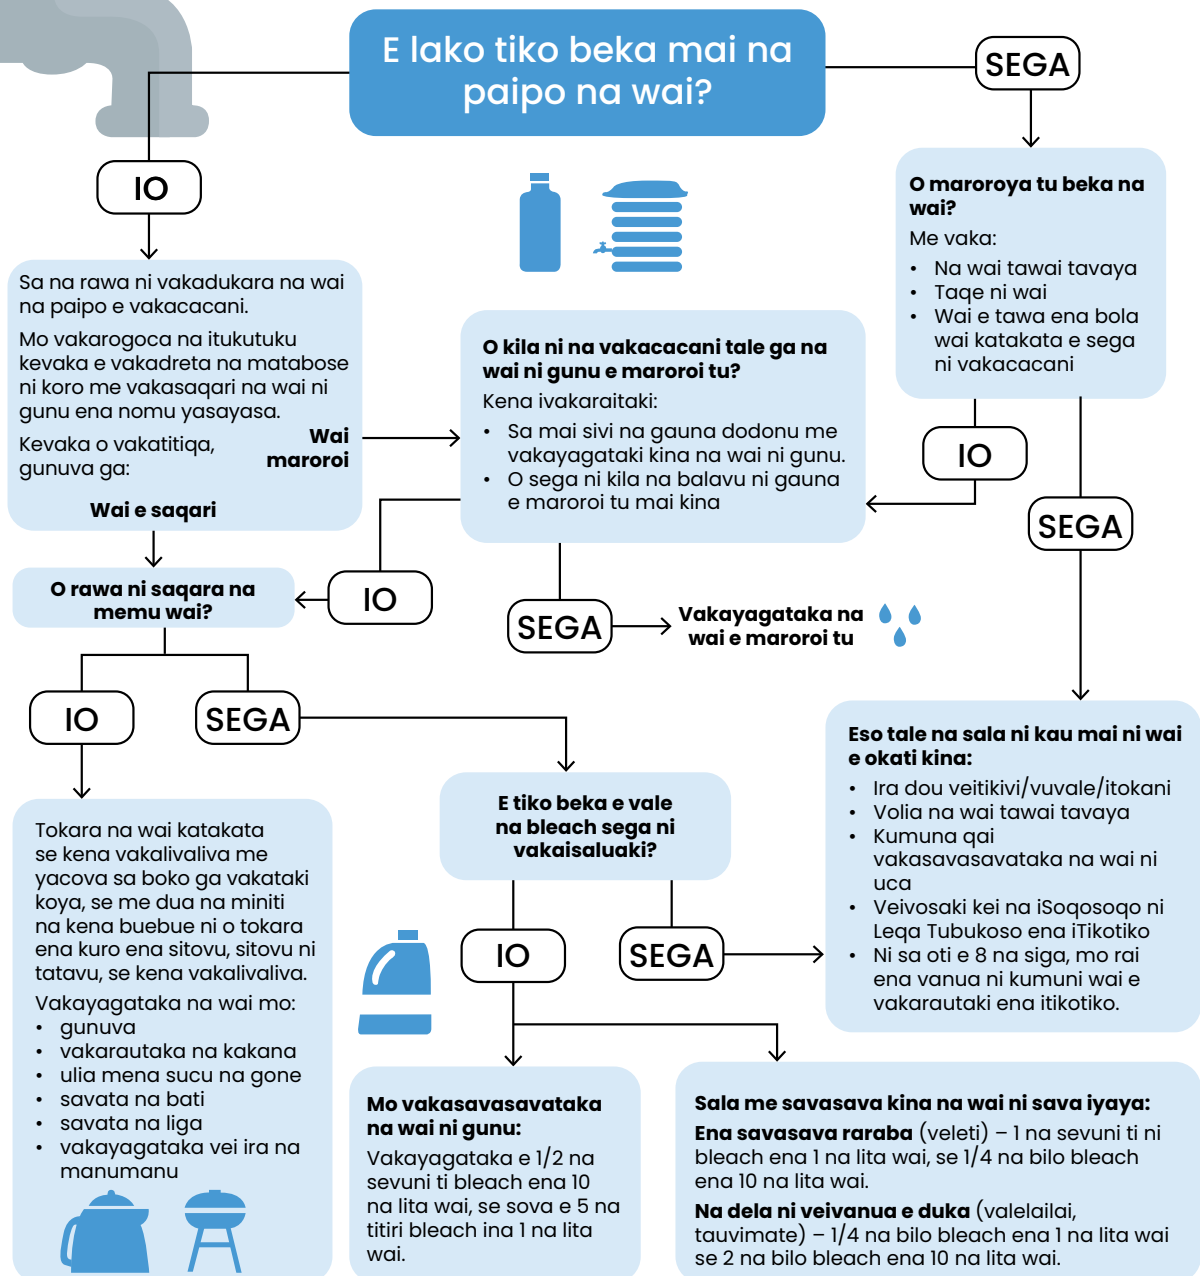 E lako tiko beka mai na
paipo na wai?
SEGA
IO
O maroroya tu beka na
wai?
Me vaka:
• Na wai tawai tavaya
• Taqe ni wai
• Wai e tawa ena bola
wai katakata e sega
ni vakacacani
Sa na rawa ni vakadukara na wai
na paipo e vakacacani.
Mo vakarogoca na itukutuku
kevaka e vakadreta na matabose
ni koro me vakasaqari na wai ni
gunu ena nomu yasayasa.
Kevaka o vakatitiqa,
gunuva ga:
Wai
maroroi
Wai e saqari
O kila ni na vakacacani tale ga na
wai ni gunu e maroroi tu?
Kena ivakaraitaki:
• Sa mai sivi na gauna dodonu me
vakayagataki kina na wai ni gunu.
• O sega ni kila na balavu ni gauna
e maroroi tu mai kina
IO
SEGA
O rawa ni saqara na
memu wai?
IO
SEGA
Vakayagataka na
wai e maroroi tu
IO
SEGA
Eso tale na sala ni kau mai ni wai
e okati kina:
• Ira dou veitikivi/vuvale/itokani
• Volia na wai tawai tavaya
• Kumuna qai
vakasavasavataka na wai ni
uca
• Veivosaki kei na iSoqosoqo ni
Leqa Tubukoso ena iTikotiko
• Ni sa oti e 8 na siga, mo rai
ena vanua ni kumuni wai e
vakarautaki ena itikotiko.
E tiko beka e vale
na bleach sega ni
vakaisaluaki?
Tokara na wai katakata
se kena vakalivaliva me
yacova sa boko ga vakataki
koya, se me dua na miniti
na kena buebue ni o tokara
ena kuro ena sitovu, sitovu ni
tatavu, se kena vakalivaliva.
Vakayagataka na wai mo:
• gunuva
• vakarautaka na kakana
• ulia mena sucu na gone
• savata na bati
• savata na liga
• vakayagataka vei ira na
manumanu
IO
SEGA
Mo vakasavasavataka
na wai ni gunu:
Vakayagataka e 1/2 na
sevuni ti bleach ena 10
na lita wai, se sova e 5 na
titiri bleach ina 1 na lita
wai.
Sala me savasava kina na wai ni sava iyaya:
Ena savasava raraba (veleti) – 1 na sevuni ti ni
bleach ena 1 na lita wai, se 1/4 na bilo bleach
ena 10 na lita wai.
Na dela ni veivanua e duka (valelailai,
tauvimate) – 1/4 na bilo bleach ena 1 na lita wai
se 2 na bilo bleach ena 10 na lita wai.